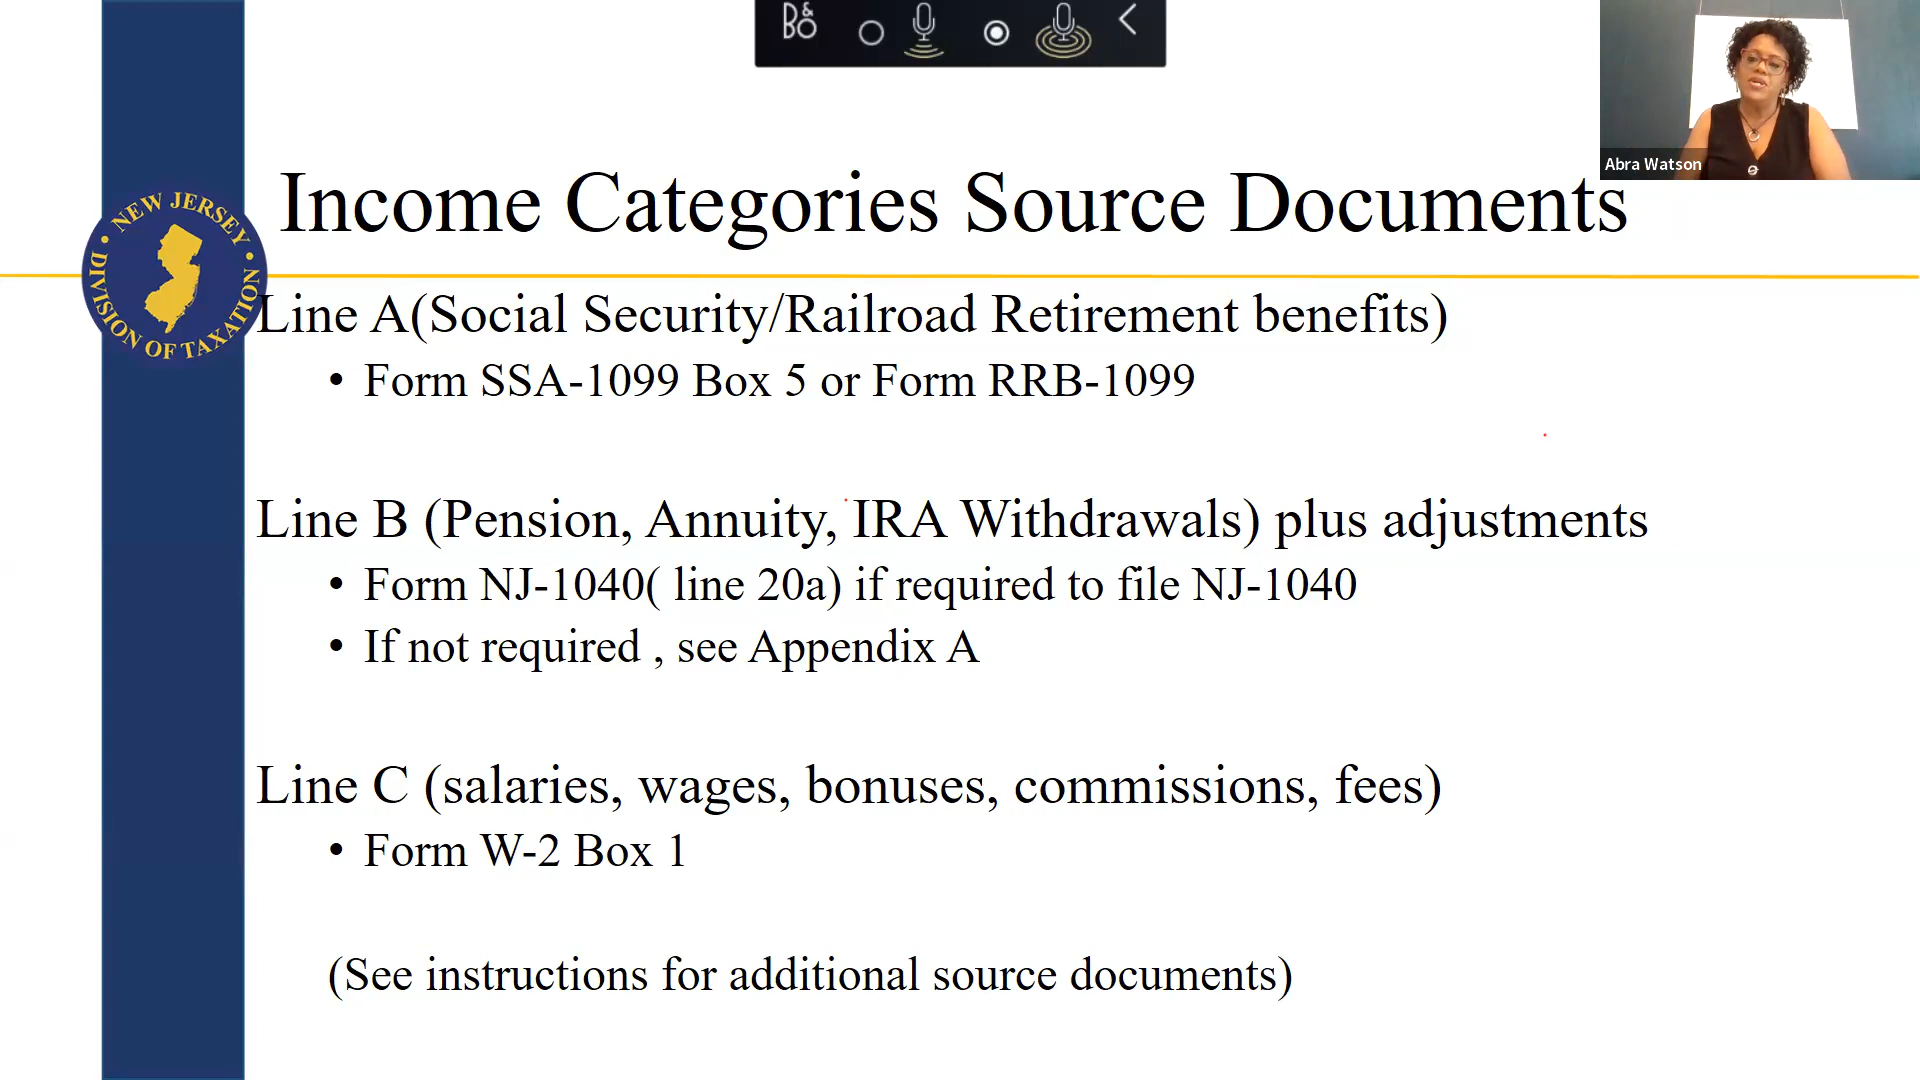 B&O
Abra Watson
Income Categories Source Documents
• NEW JERSEY •
DIVISION OF TAXATION
Line A(Social Security/Railroad Retirement benefits)
• Form SSA-1099 Box 5 or Form RRB-1099
Line B (Pension, Annuity, IRA Withdrawals) plus adjustments
• Form NJ-1040( line 20a) if required to file NJ-1040
• If not required , see Appendix A
Line C (salaries, wages, bonuses, commissions, fees)
• Form W-2 Box 1
(See instructions for additional source documents)